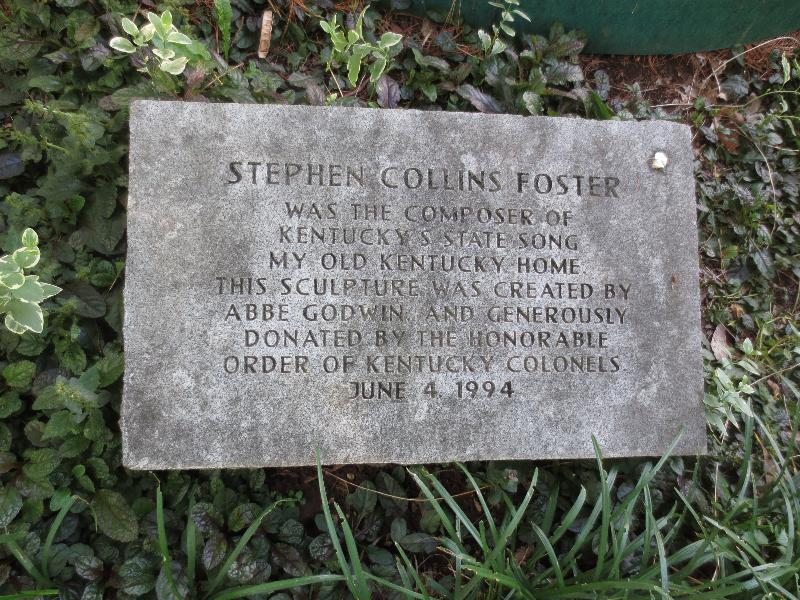 STEPHEN COLLINS FOSTER
WAS THE COMPOSER OF
KENTUCKY'S STATE SONG
MY OLD KENTUCKY HOME.
THIS SCULPTURE WAS CREATED BY
ABBE GODWIN, AND GENEROUSLY
DONATED BY THE HONORABLE
ORDER OF KENTUCKY COLONELS
JUNE 4, 1994